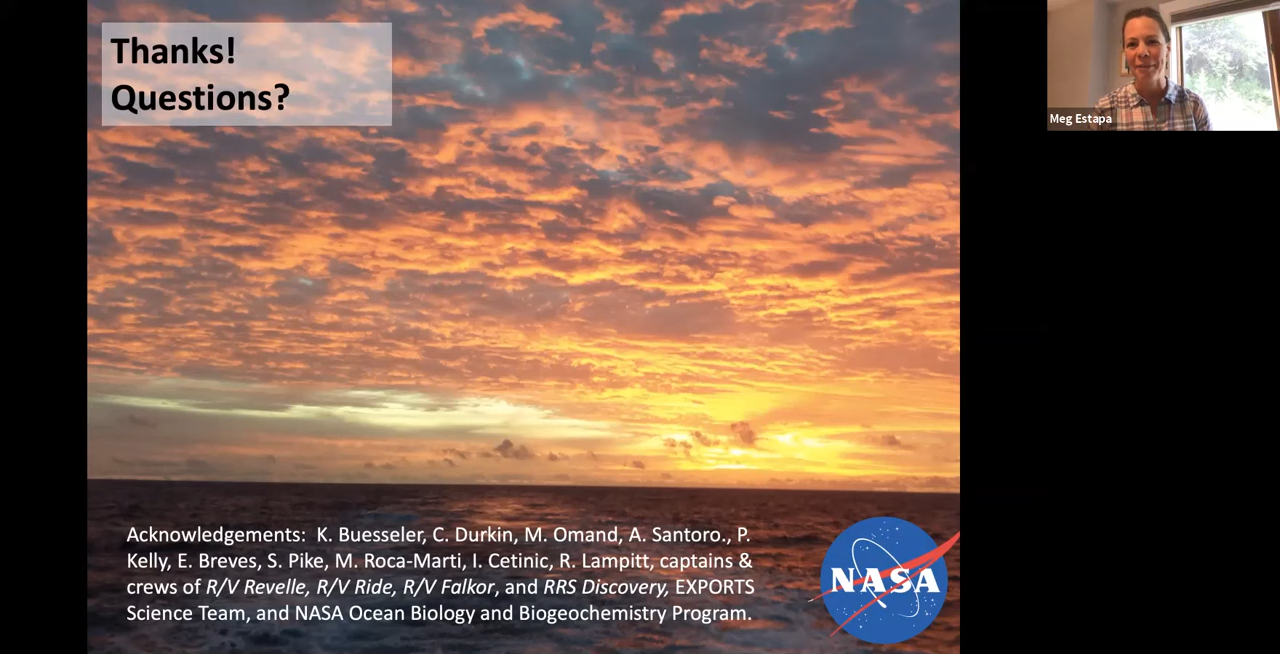 Thanks!
Questions?
Meg Estapa
Acknowledgements:  K. Buesseler, C. Durkin, M. Omand, A. Santoro., P.
Kelly, E. Breves, S. Pike, M. Roca-Marti, I. Cetinic, R. Lampitt, captains &
crews of R/V Revelle, R/V Ride, R/V Falkor, and RRS Discovery, EXPORTS
Science Team, and NASA Ocean Biology and Biogeochemistry Program.
NASA